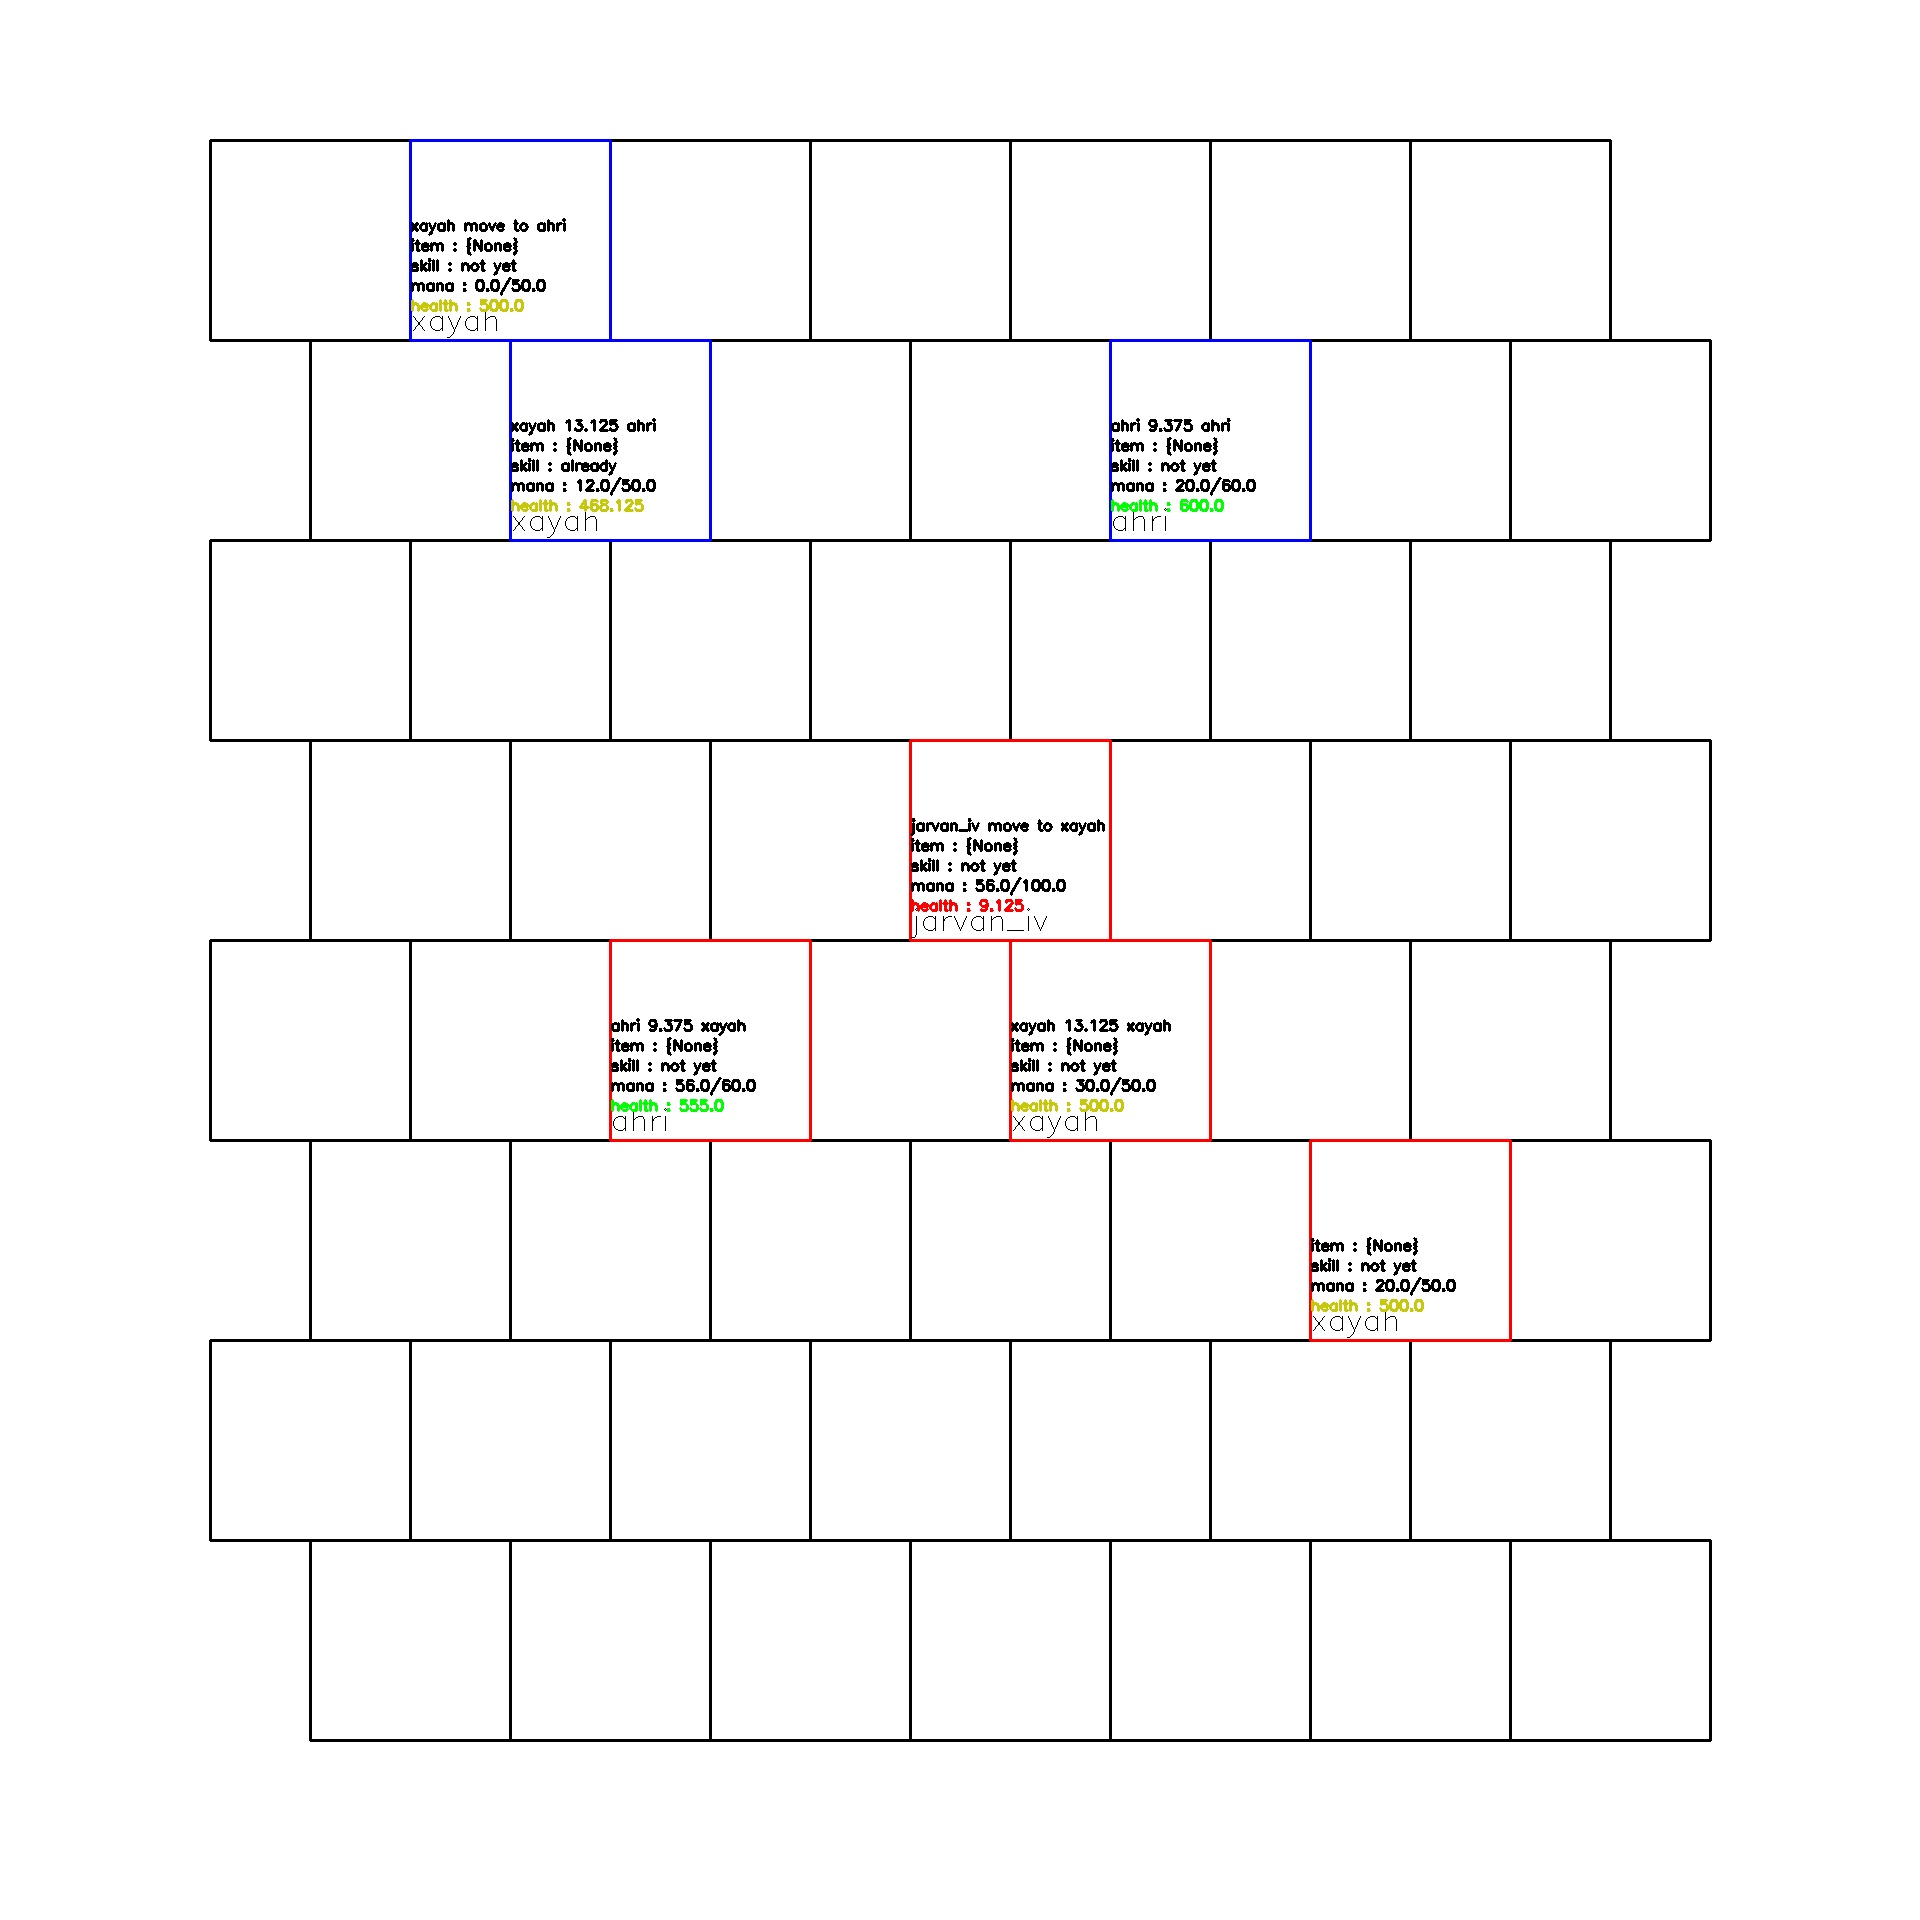 xayah move to ahri
item : {None}
skill : not yet
mana : 0.0/50.0
health : 500.0
xayah
xayah 13.125 ahri
item : {None}
skill : already
mana : 12.0/50.0
health : 468.125
xayah
ahri 9.375 ahri
item : {None}
skill : not yet
mana : 20.0/60.0
health : 600.0
ahri
jarvan_iv move to xayah
item : {None}
skill : not yet
mana : 56.0/100.0
health : 9.125
jarvan_iv
ahri 9.375 xayah
item : {None}
skill : not yet
mana : 56.0/60.0
health : 555.0
ahri
xayah 13.125 xayah
item : {None}
skill : not yet
mana : 30.0/50.0
health : 500.0
xayah
item : {None}
skill : not yet
mana : 20.0/50.0
health : 500.0
xayah